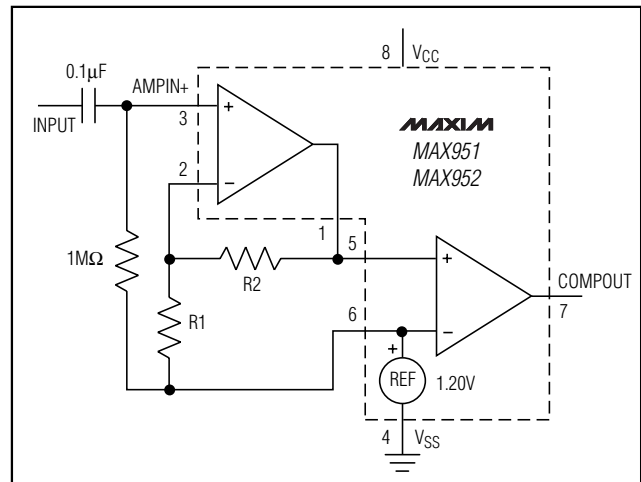 8 VCC
0.1µF
AMPIN+
INPUT
3
+
MAXIM
MAX951
MAX952
2
−
1
5
+
1MΩ
R2
COMPOUT
7
R1
6
−
+
REF
1.20V
4 VSS